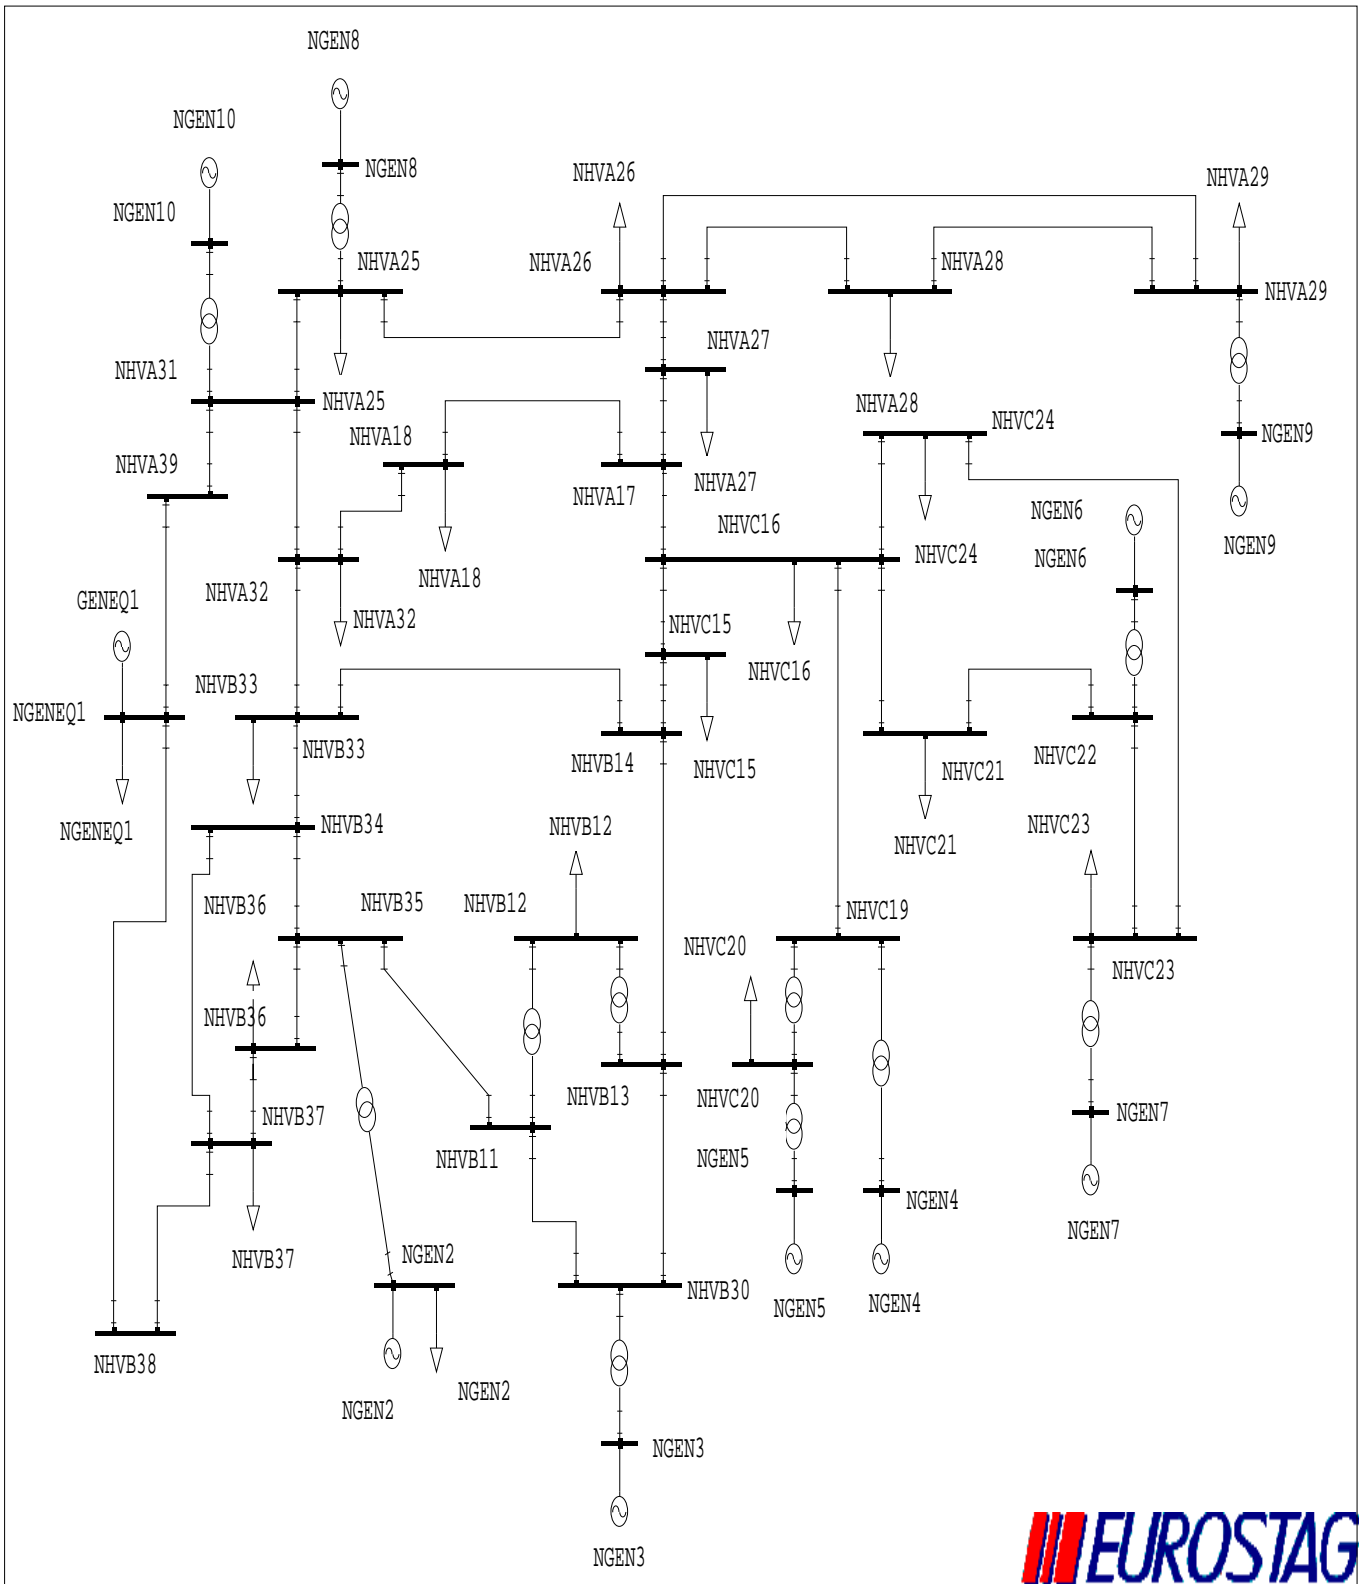 NGEN8
NGEN10
NGEN8
NHVA26
NHVA29
NGEN10
NHVA25
NHVA26
NHVA28
NHVA29
NHVA27
NHVA31
NHVA25
NHVA28
NHVC24
NGEN9
NHVA18
NHVA39
NHVA27
NHVA17
NGEN6
NHVC16
NGEN9
NHVC24
NGEN6
NHVA18
NHVA32
GENEQ1
NHVA32
NHVC15
NHVC16
NHVB33
NGENEQ1
NHVB33
NHVB14
NHVC15
NHVC21
NHVC22
NHVB34
NHVB12
NHVC23
NGENEQ1
NHVC21
NHVB36
NHVB35
NHVB12
NHVC19
NHVC20
NHVC23
NHVB36
NHVB13
NHVC20
NHVB37
NGEN7
NHVB11
NGEN5
NGEN4
NGEN7
NHVB37
NGEN2
NHVB30
NGEN5
NGEN4
NHVB38
NGEN2
NGEN2
NGEN3
NGEN3
EUROSTAG